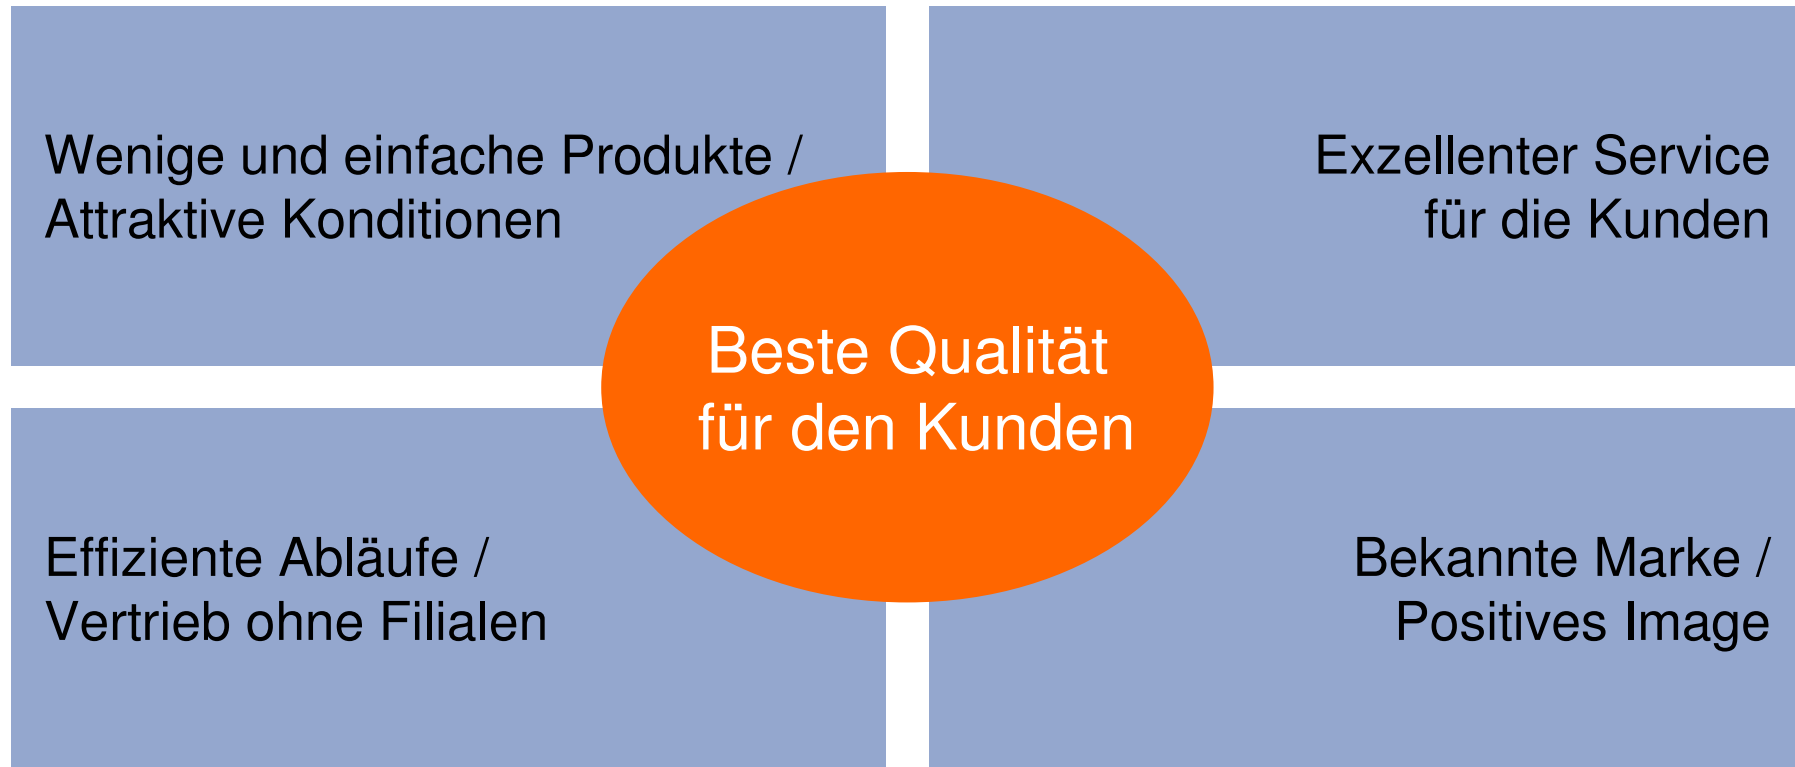 Wenige und einfache Produkte /
Attraktive Konditionen
Exzellenter Service
für die Kunden
Beste Qualität
für den Kunden
Effiziente Abläufe /
Vertrieb ohne Filialen
Bekannte Marke /
Positives Image